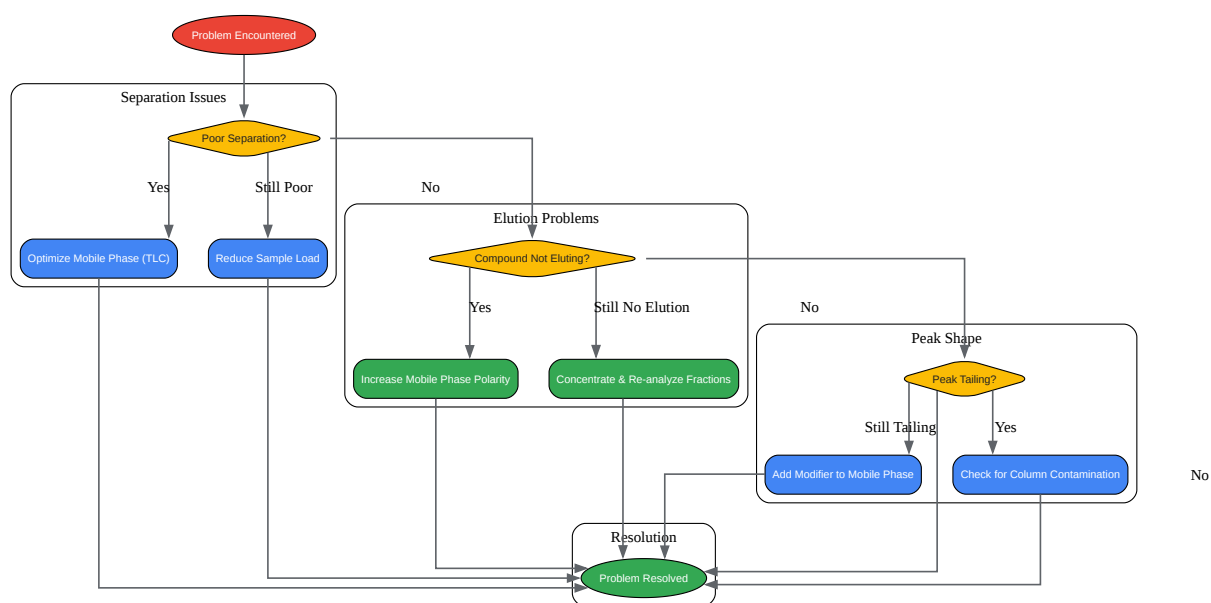 Problem Encountered
Separation Issues
Poor Separation?
Yes
Still Poor
No
Optimize Mobile Phase (TLC)
Reduce Sample Load
Elution Problems
Compound Not Eluting?
Yes
Still No Elution
No
Increase Mobile Phase Polarity
Concentrate & Re-analyze Fractions
Peak Shape
Peak Tailing?
Still Tailing
Yes
No
Add Modifier to Mobile Phase
Check for Column Contamination
Resolution
Problem Resolved